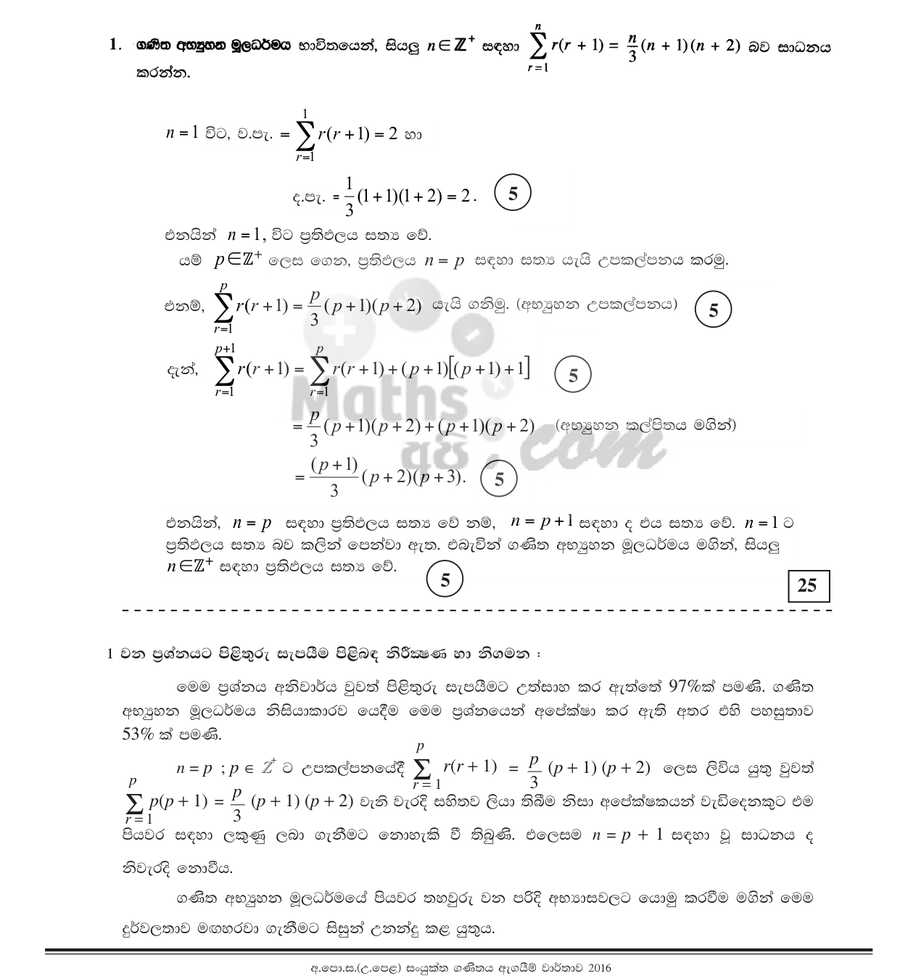 1. ගණිත අභ්‍යුහන මූලධර්මය භාවිතයෙන්, සියලු n ∈ ℤ⁺ සඳහා ∑_{r=1}^{n} r(r + 1) = n/3 (n + 1)(n + 2) බව සාධනය
කරන්න.
n = 1 විට, ව.පැ. = ∑_{r=1}^{1} r(r + 1) = 2 හා
ද.පැ. = 1/3 (1 + 1)(1 + 2) = 2. 5
එනයින් n = 1, විට ප්‍රතිඵලය සත්‍ය වේ.
යම් p ∈ ℤ⁺ ලෙස ගෙන, ප්‍රතිඵලය n = p සඳහා සත්‍ය යැයි උපකල්පනය කරමු.
එනම්, ∑_{r=1}^{p} r(r + 1) = p/3 (p + 1)(p + 2) යැයි ගනිමු. (අභ්‍යුහන උපකල්පනය) 5
දැන්, ∑_{r=1}^{p+1} r(r + 1) = ∑_{r=1}^{p} r(r + 1) + (p + 1)[(p + 1) + 1] 5
Maths
= p/3 (p + 1)(p + 2) + (p + 1)(p + 2) (අභ්‍යුහන කල්පිතය මගින්)
අපි . com
= (p + 1)/3 (p + 2)(p + 3). 5
එනයින්, n = p සඳහා ප්‍රතිඵලය සත්‍ය වේ නම්, n = p + 1 සඳහා ද එය සත්‍ය වේ. n = 1 ට
ප්‍රතිඵලය සත්‍ය බව කලින් පෙන්වා ඇත. එබැවින් ගණිත අභ්‍යුහන මූලධර්මය මගින්, සියලු
n ∈ ℤ⁺ සඳහා ප්‍රතිඵලය සත්‍ය වේ. 5
25
1 වන ප්‍රශ්නයට පිළිතුරු සැපයීම පිළිබඳ නිරීක්ෂණ හා නිගමන :
මෙම ප්‍රශ්නය අනිවාර්ය වුවත් පිළිතුරු සැපයීමට උත්සාහ කර ඇත්තේ 97%ක් පමණි. ගණිත
අභ්‍යුහන මූලධර්මය නිසියාකාරව යෙදීම මෙම ප්‍රශ්නයෙන් අපේක්ෂා කර ඇති අතර එහි පහසුතාව
53% ක් පමණි.
n = p ; p ∈ ℤ⁺ ට උපකල්පනයේදී ∑_{r=1}^{p} r(r + 1) = p/3 (p + 1) (p + 2) ලෙස ලිවිය යුතු වුවත්
∑_{r=1}^{p} p(p + 1) = p/3 (p + 1) (p + 2) වැනි වැරදි සහිතව ලියා තිබීම නිසා අපේක්ෂකයන් වැඩිදෙනකුට එම
පියවර සඳහා ලකුණු ලබා ගැනීමට නොහැකි වී තිබුණි. එලෙසම n = p + 1 සඳහා වූ සාධනය ද
නිවැරදි නොවීය.
ගණිත අභ්‍යුහන මූලධර්මයේ පියවර තහවුරු වන පරිදි අභ්‍යාසවලට යොමු කරවීම මගින් මෙම
දුර්වලතාව මඟහරවා ගැනීමට සිසුන් උනන්දු කළ යුතුය.
අ.පො.ස.(උ.පෙළ) සංයුක්ත ගණිතය ඇගයීම් වාර්තාව 2016